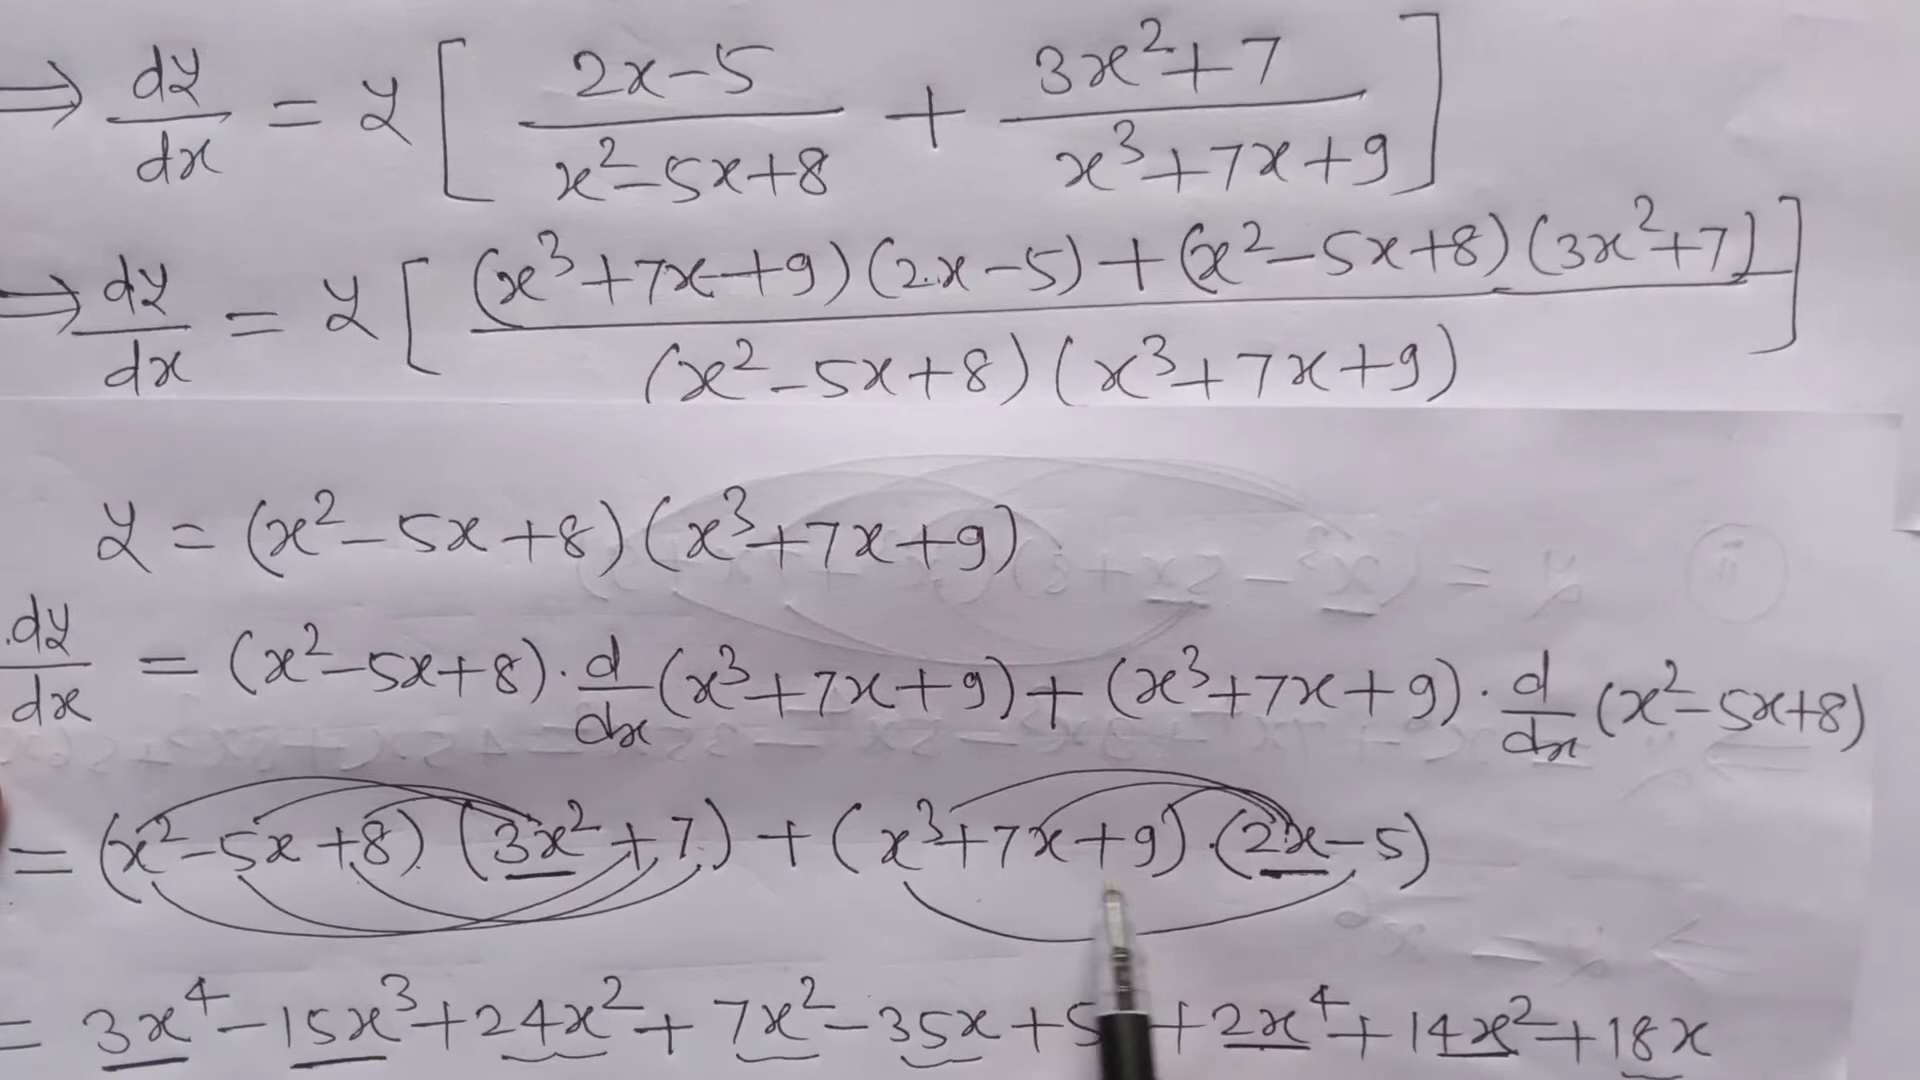 ⇒ dy/dx = y [ (2x-5)/(x²-5x+8) + (3x²+7)/(x³+7x+9) ]
⇒ dy/dx = y [ ((x³+7x+9)(2x-5)+(x²-5x+8)(3x²+7))/((x²-5x+8)(x³+7x+9)) ]
y = (x²-5x+8)(x³+7x+9)
dy/dx = (x²-5x+8)·d/dx(x³+7x+9)+(x³+7x+9)·d/dx(x²-5x+8)
= (x²-5x+8)(3x²+7)+(x³+7x+9)·(2x-5)
= 3x⁴-15x³+24x²+7x²-35x+5 +2x⁴+14x²+18x